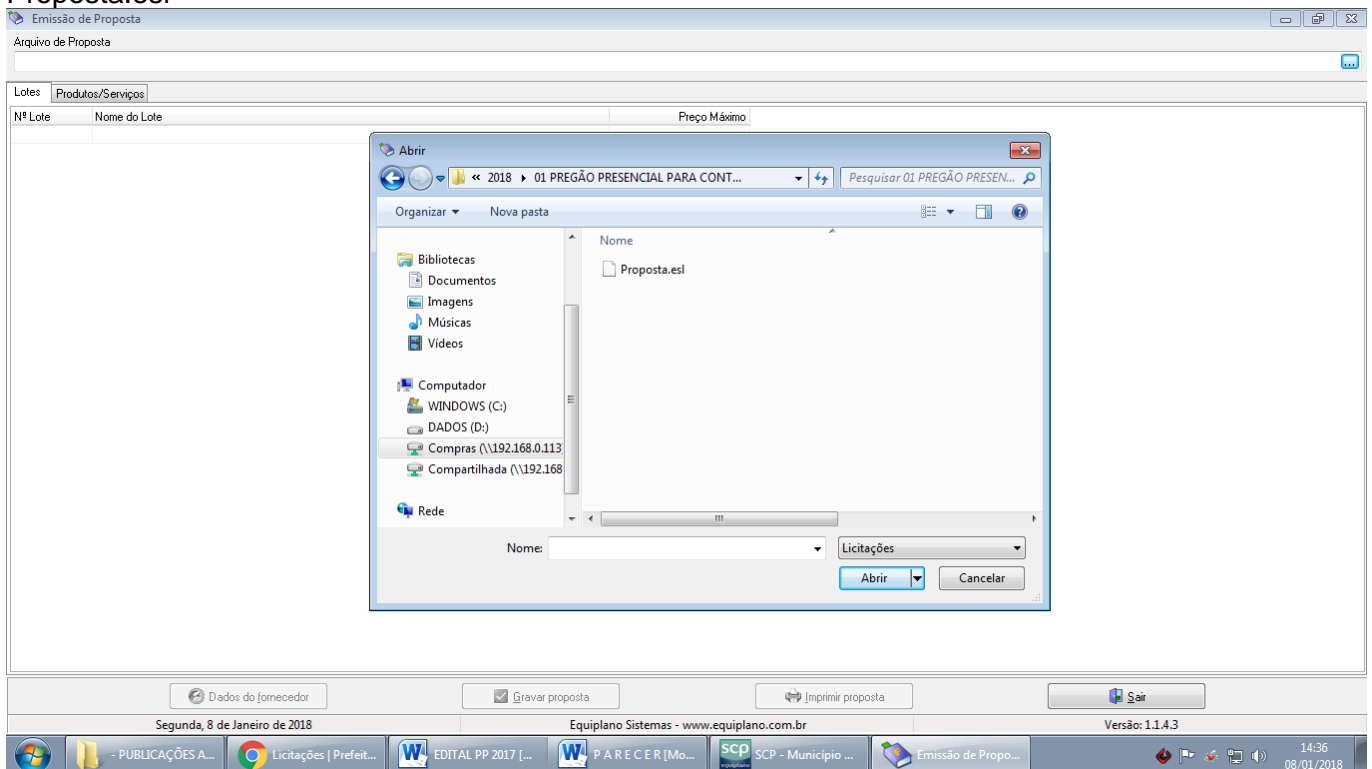 Emissão de Proposta
Arquivo de Proposta
...
Lotes Produtos/Serviços
Nº Lote Nome do Lote Preço Máximo
Abrir
« 2018 ▸ 01 PREGÃO PRESENCIAL PARA CONT...
Pesquisar 01 PREGÃO PRESEN...
Organizar Nova pasta
Nome
Proposta.esl
Bibliotecas
Documentos
Imagens
Músicas
Vídeos
Computador
WINDOWS (C:)
DADOS (D:)
Compras (\\192.168.0.113)
Compartilhada (\\192.168
Rede
Nome:
Licitações
Abrir Cancelar
Dados do fornecedor Gravar proposta Imprimir proposta Sair
Segunda, 8 de Janeiro de 2018 Equiplano Sistemas - www.equiplano.com.br Versão: 1.1.4.3
- PUBLICAÇÕES A... Licitações | Prefeit... EDITAL PP 2017 [... P A R E C E R [Mo... scp equiplano SCP - Município ... Emissão de Propo... 14:36
08/01/2018